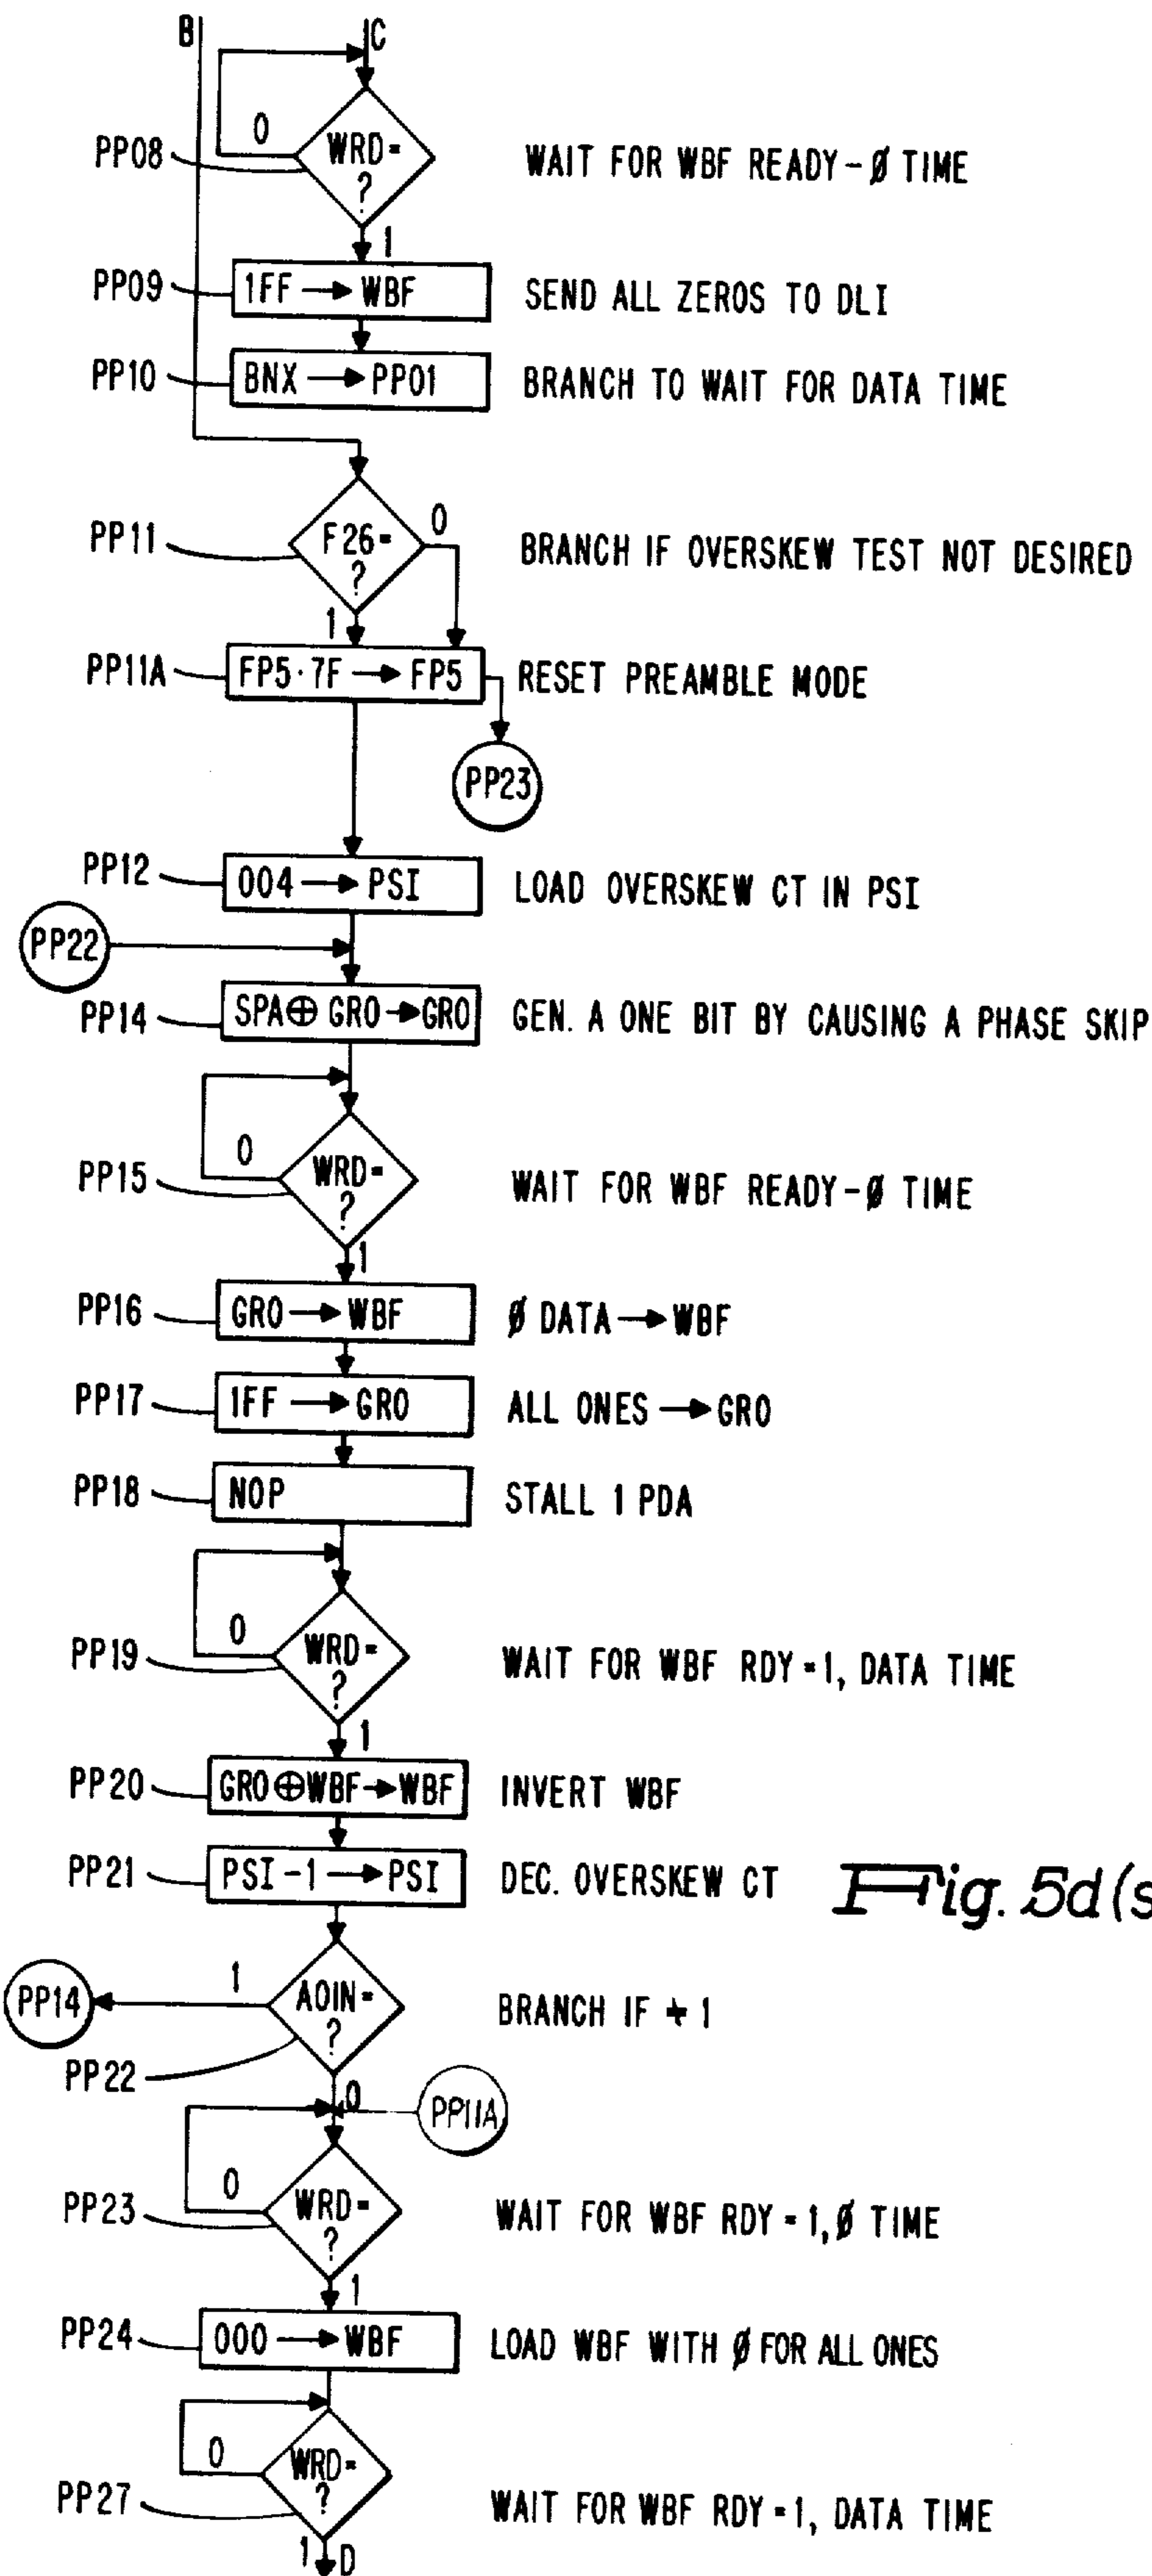 B
C
0
PP08
WRD=
?
WAIT FOR WBF READY-Ø TIME
1
PP09
1FF → WBF
SEND ALL ZEROS TO DLI
PP10
BNX → PP01
BRANCH TO WAIT FOR DATA TIME
PP11
F26=
?
0
BRANCH IF OVERSKEW TEST NOT DESIRED
1
PP11A
FP5·7F → FP5
RESET PREAMBLE MODE
PP23
PP12
004 → PSI
LOAD OVERSKEW CT IN PSI
PP22
PP14
SPA⊕ GRO→GRO
GEN. A ONE BIT BY CAUSING A PHASE SKIP
0
PP15
WRD=
?
WAIT FOR WBF READY-Ø TIME
1
PP16
GRO → WBF
Ø DATA → WBF
PP17
1FF → GRO
ALL ONES → GRO
PP18
NOP
STALL 1 PDA
0
PP19
WRD=
?
WAIT FOR WBF RDY=1, DATA TIME
1
PP20
GRO⊕WBF→WBF
INVERT WBF
PP21
PSI-1 → PSI
DEC. OVERSKEW CT
Fig. 5d(s
1
PP14
AOIN=
?
BRANCH IF ≠ 1
PP22
0
PP11A
0
PP23
WRD=
?
WAIT FOR WBF RDY=1, Ø TIME
1
PP24
000 → WBF
LOAD WBF WITH Ø FOR ALL ONES
0
PP27
WRD=
?
WAIT FOR WBF RDY=1, DATA TIME
1
D